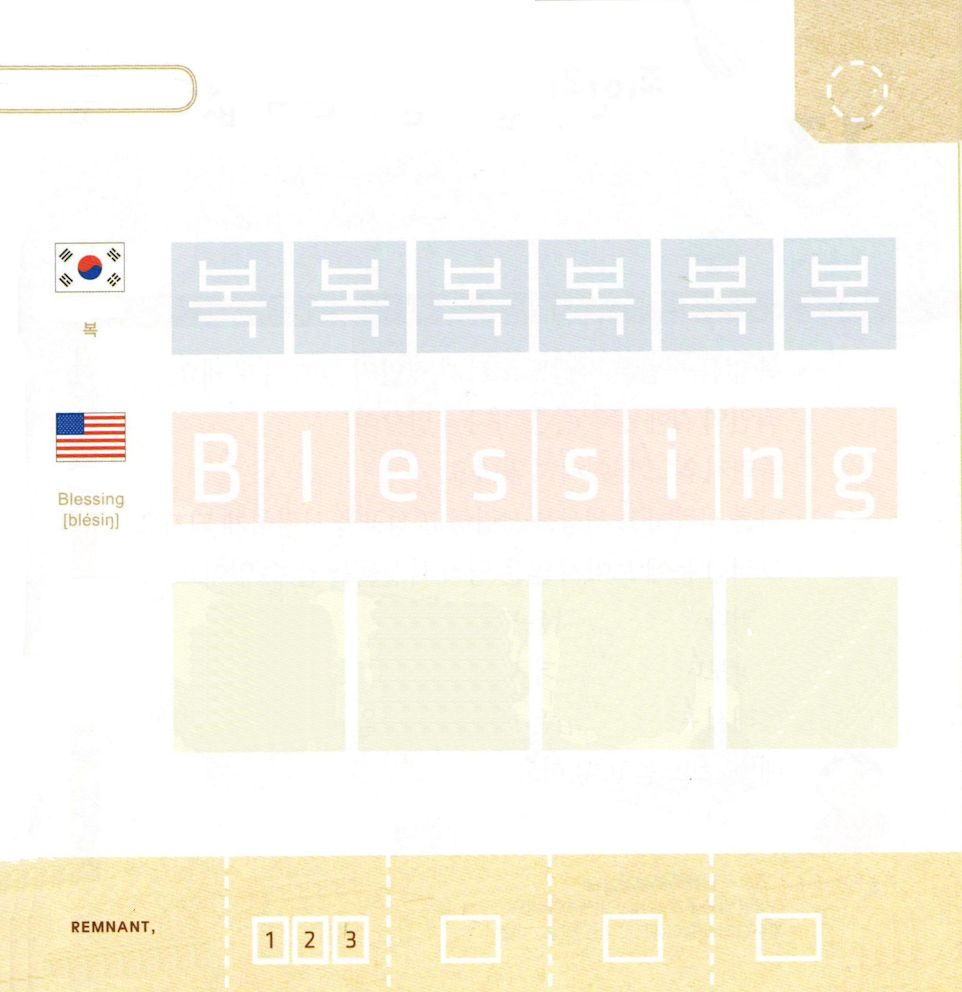 복 복 복 복 복 복
복
Blessing
Blessing
[blésiŋ]
REMNANT,
1 2 3